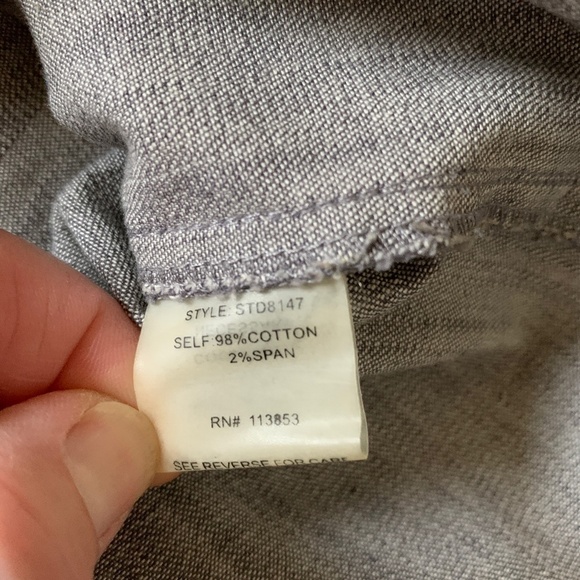 STYLE: STD8147
SELF:98%COTTON
2%SPAN
RN# 113853
SEE REVERSE FOR CARE